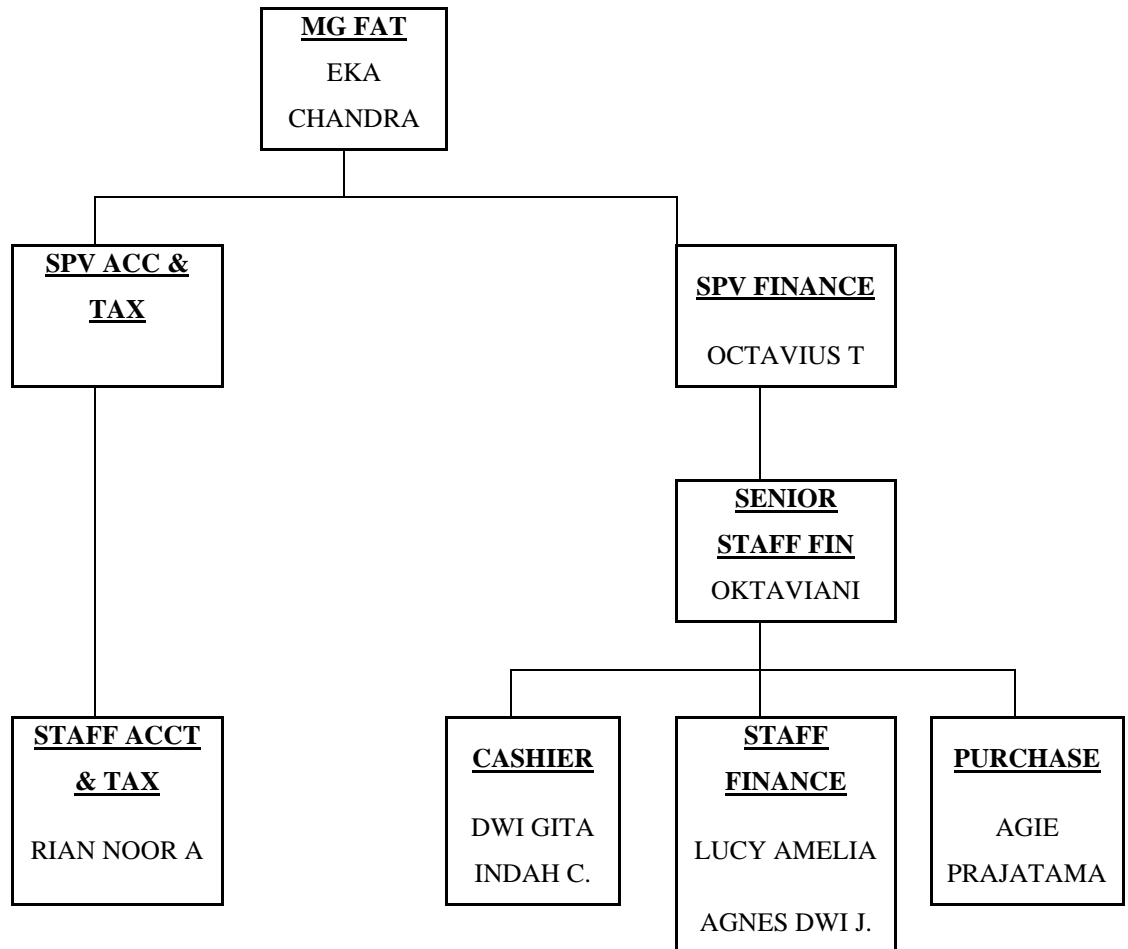 MG FAT
EKA
CHANDRA
SPV ACC &
TAX
SPV FINANCE
OCTAVIUS T
SENIOR
STAFF FIN
OKTAVIANI
STAFF ACCT
& TAX
RIAN NOOR A
CASHIER
DWI GITA
INDAH C.
STAFF
FINANCE
LUCY AMELIA
AGNES DWI J.
PURCHASE
AGIE
PRAJATAMA